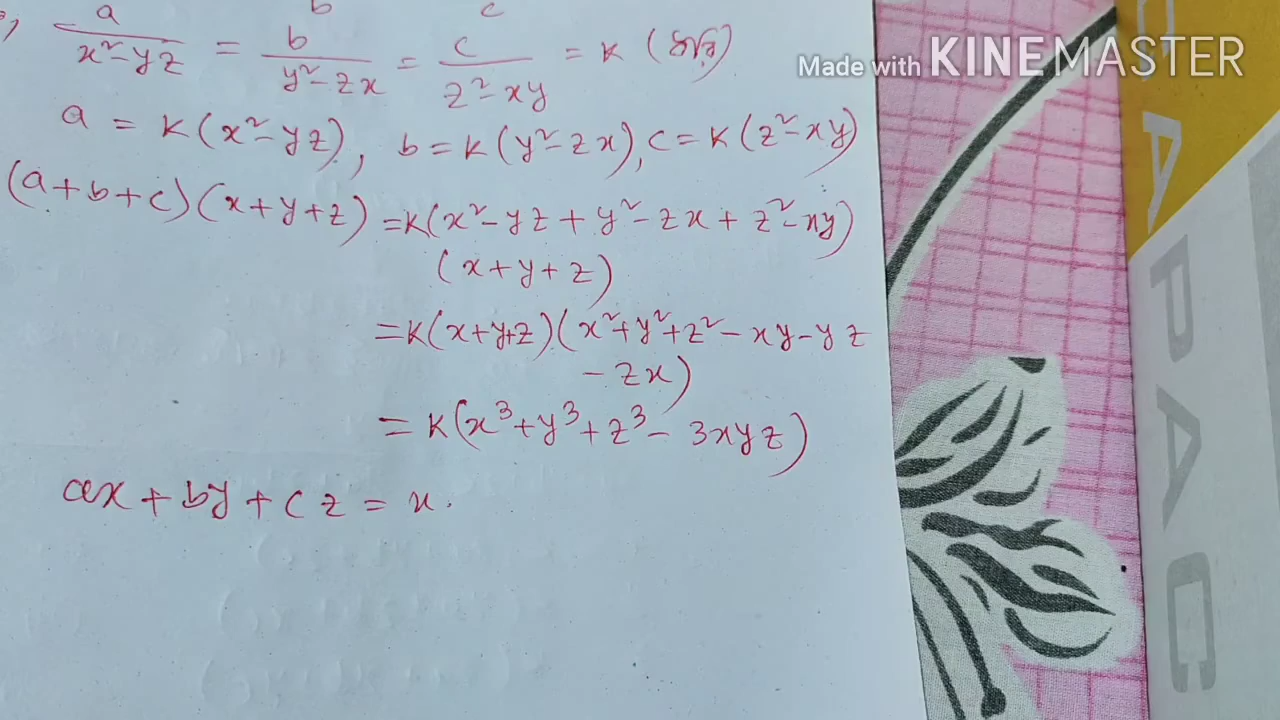 a b c
x²-yz = y²-zx = z²-xy = K (ধরি)
a = K(x²-yz), b=K(y²-zx), c=K(z²-xy)
(a+b+c)(x+y+z) =K(x²-yz+y²-zx+z²-xy)
(x+y+z)
=K(x+y+z)(x²+y²+z²-xy-yz
-zx)
= K(x³+y³+z³-3xyz)
ax+by+cz = x.
Made with KINEMASTER
CAPAC